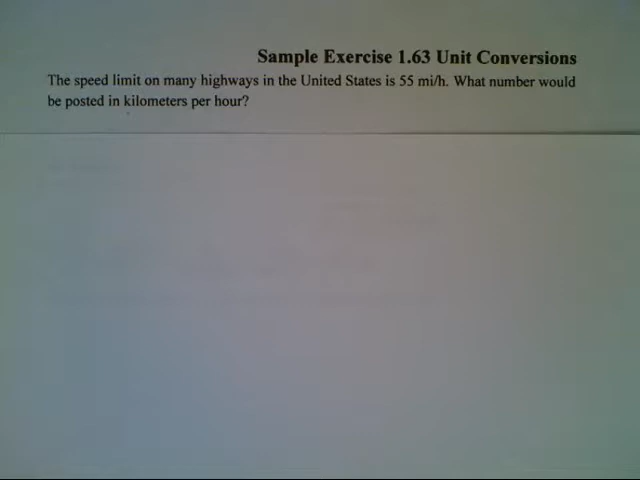 Sample Exercise 1.63 Unit Conversions
The speed limit on many highways in the United States is 55 mi/h. What number would
be posted in kilometers per hour?